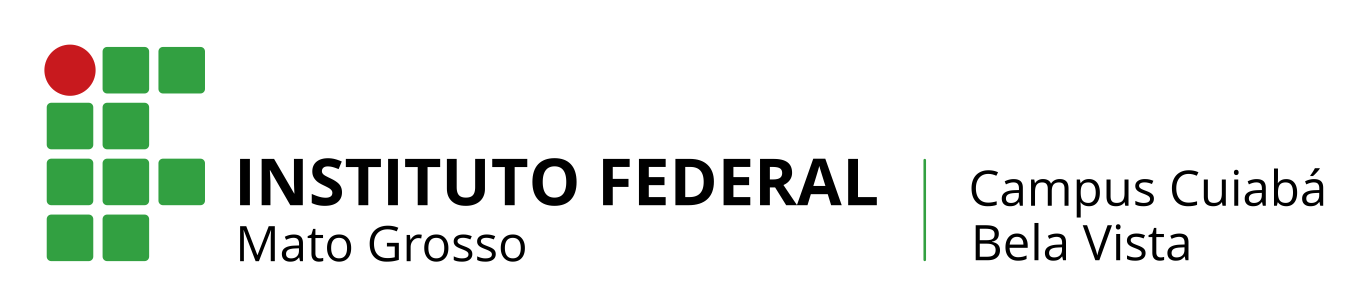 INSTITUTO FEDERAL
Mato Grosso
Campus Cuiabá
Bela Vista